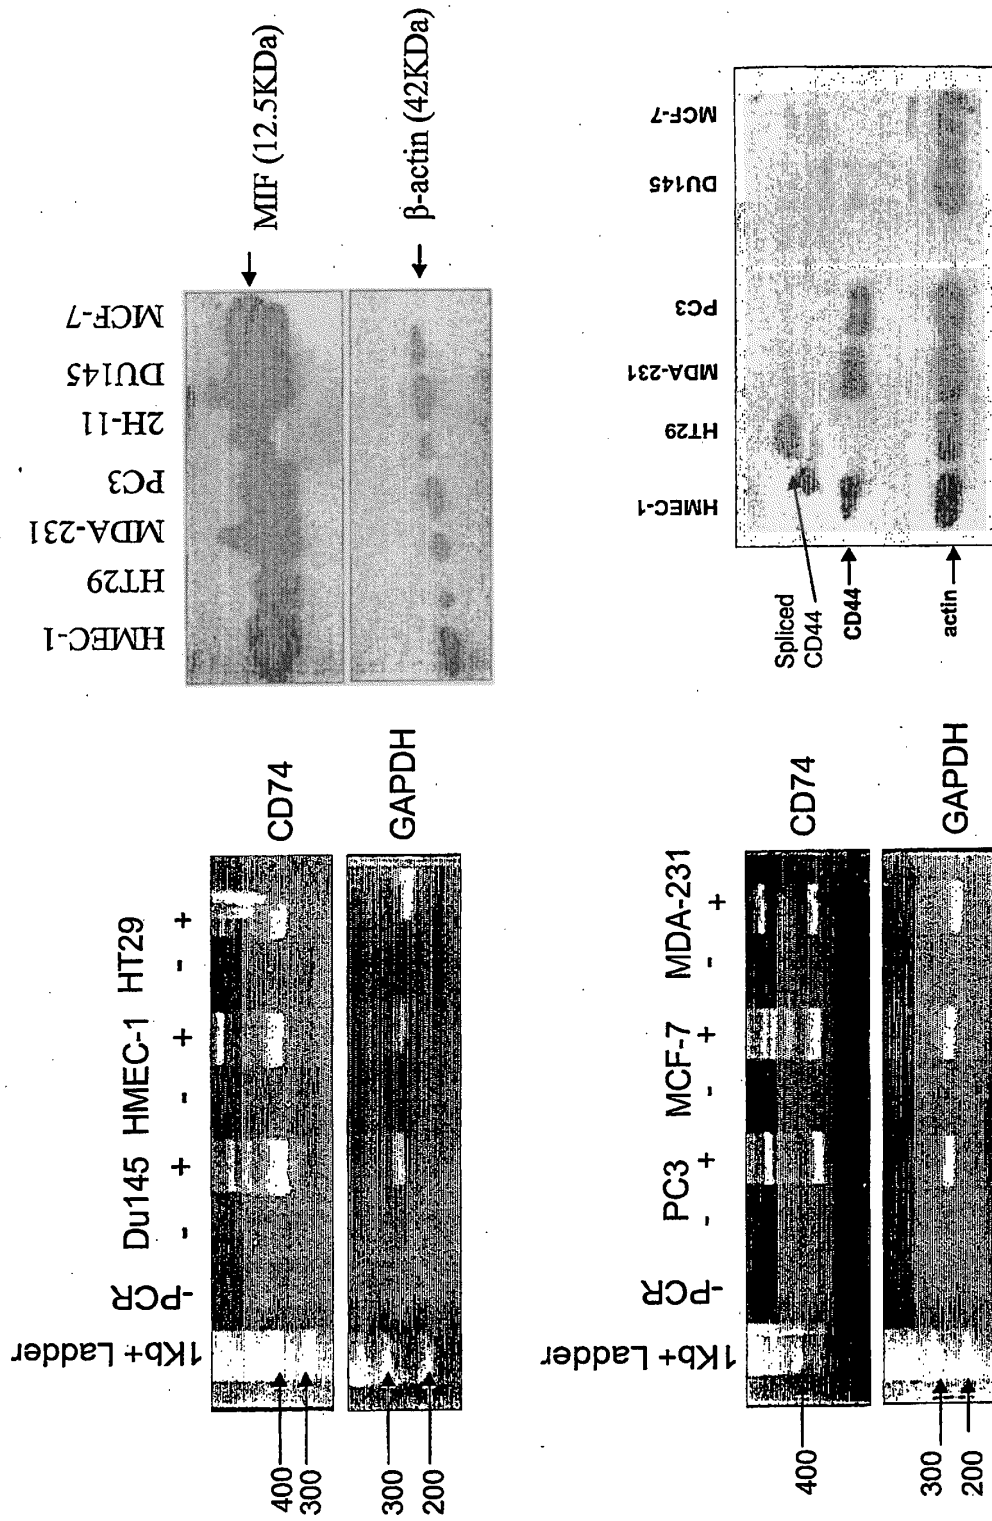 1Kb+ Ladder
-PCR
Du145 HMEC-1 HT29
- + - + - +
400
300
CD74
300
200
GAPDH
1Kb+ Ladder
-PCR
PC3 MCF-7 MDA-231
- + - + - +
400
CD74
300
200
GAPDH
HMEC-1
HT29
MDA-231
PC3
2H-11
DU145
MCF-7
MIF (12.5KDa)
β-actin (42KDa)
HMEC-1
HT29
MDA-231
PC3
DU145
MCF-7
Spliced
CD44
CD44
actin